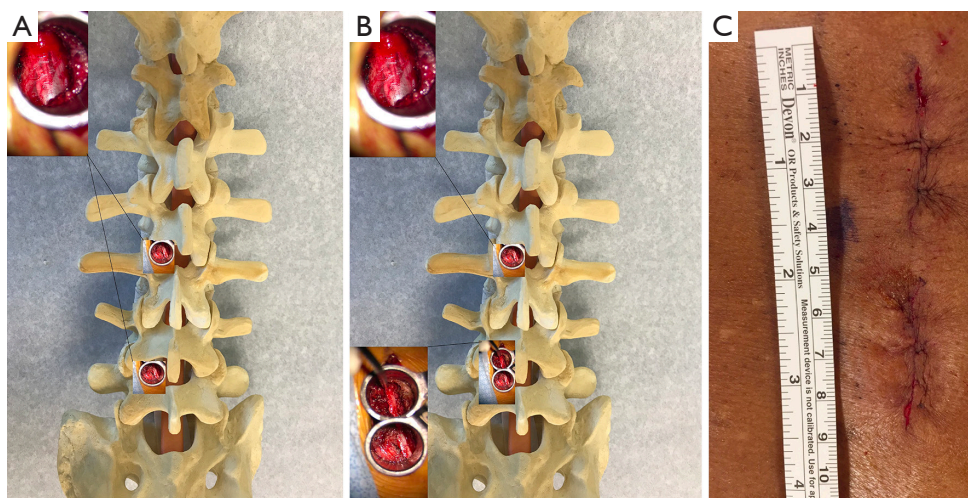 A
B
C
METRIC
INCHES
Devon® OR Products & Safety Solutions
Measurement device is not calibrated. Use for
1
2
3
4
5
6
7
8
9
10
1
2
3
4